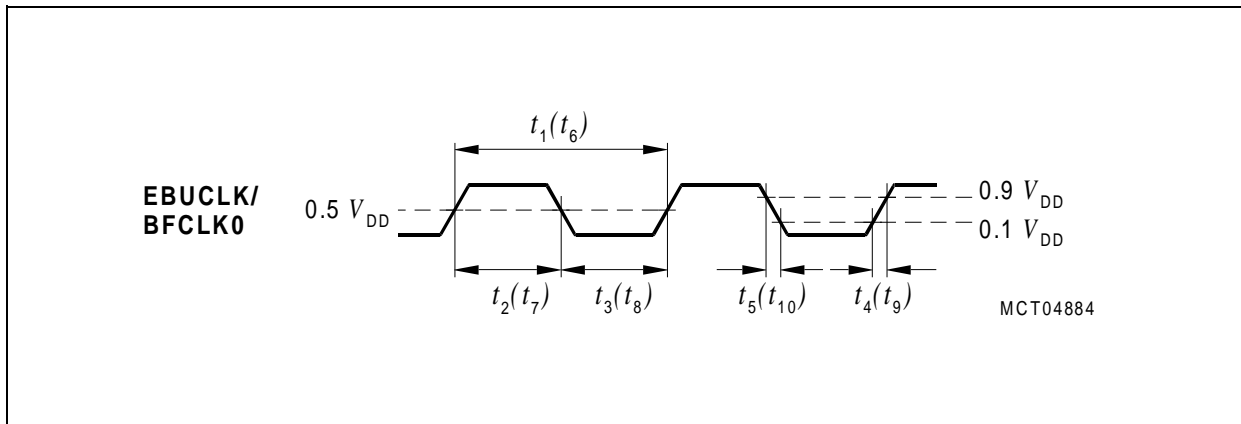 t1(t6)
EBUCLK/
BFCLK0
0.5 VDD
0.9 VDD
0.1 VDD
t2(t7)
t3(t8)
t5(t10)
t4(t9)
MCT04884